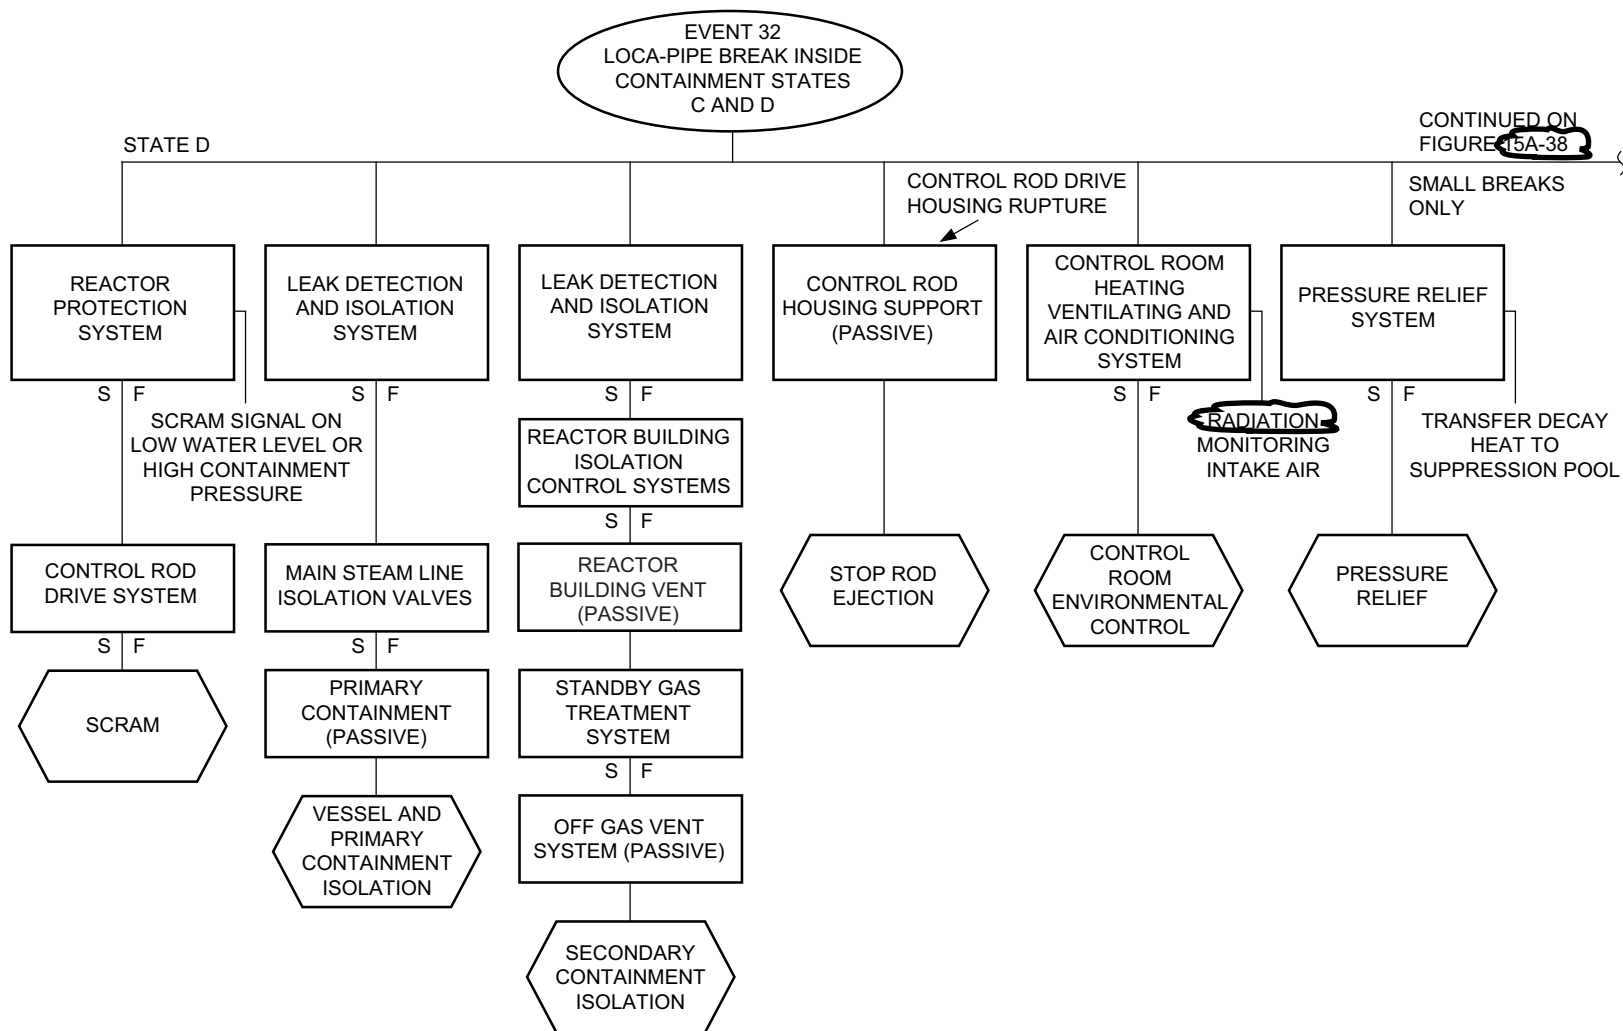 EVENT 32
LOCA-PIPE BREAK INSIDE
CONTAINMENT STATES
C AND D
STATE D
CONTINUED ON
FIGURE 15A-38
SMALL BREAKS
ONLY
CONTROL ROD DRIVE
HOUSING RUPTURE
REACTOR
PROTECTION
SYSTEM
S F
SCRAM SIGNAL ON
LOW WATER LEVEL OR
HIGH CONTAINMENT
PRESSURE
CONTROL ROD
DRIVE SYSTEM
S F
SCRAM
LEAK DETECTION
AND ISOLATION
SYSTEM
S F
MAIN STEAM LINE
ISOLATION VALVES
S F
PRIMARY
CONTAINMENT
(PASSIVE)
VESSEL AND
PRIMARY
CONTAINMENT
ISOLATION
LEAK DETECTION
AND ISOLATION
SYSTEM
S F
REACTOR BUILDING
ISOLATION
CONTROL SYSTEMS
S F
REACTOR
BUILDING VENT
(PASSIVE)
STANDBY GAS
TREATMENT
SYSTEM
S F
OFF GAS VENT
SYSTEM (PASSIVE)
SECONDARY
CONTAINMENT
ISOLATION
CONTROL ROD
HOUSING SUPPORT
(PASSIVE)
STOP ROD
EJECTION
CONTROL ROOM
HEATING
VENTILATING AND
AIR CONDITIONING
SYSTEM
S F
RADIATION
MONITORING
INTAKE AIR
CONTROL
ROOM
ENVIRONMENTAL
CONTROL
PRESSURE RELIEF
SYSTEM
S F
TRANSFER DECAY
HEAT TO
SUPPRESSION POOL
PRESSURE
RELIEF